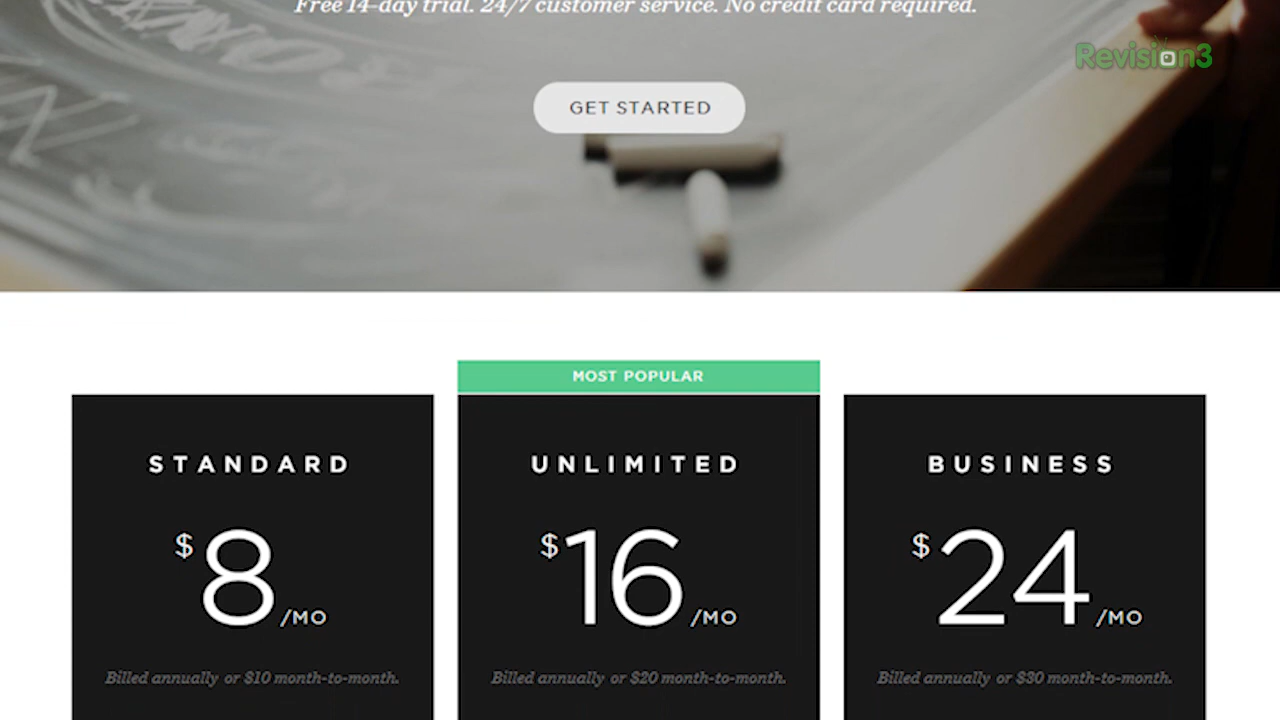 Free 14-day trial. 24/7 customer service. No credit card required.
Revision3
GET STARTED
MOST POPULAR
STANDARD
UNLIMITED
BUSINESS
$8/MO
$16/MO
$24/MO
Billed annually or $10 month-to-month.
Billed annually or $20 month-to-month.
Billed annually or $30 month-to-month.